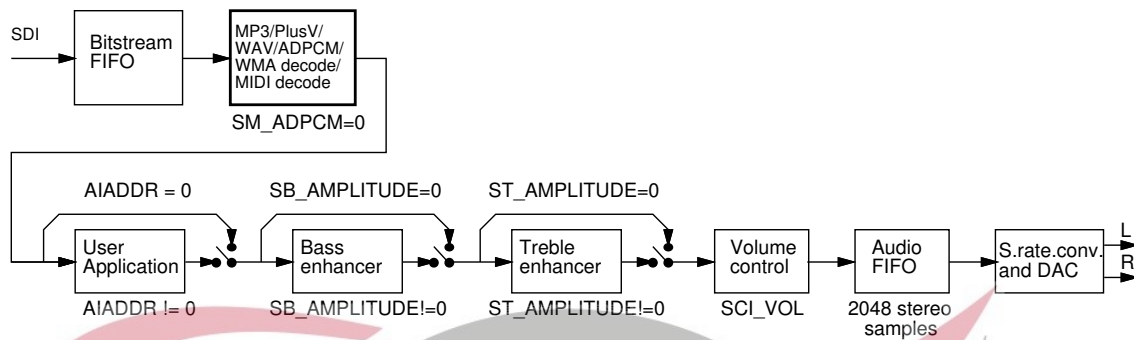 SDI
Bitstream
FIFO
MP3/PlusV/
WAV/ADPCM/
WMA decode/
MIDI decode
SM_ADPCM=0
AIADDR = 0
SB_AMPLITUDE=0
ST_AMPLITUDE=0
User
Application
Bass
enhancer
Treble
enhancer
Volume
control
Audio
FIFO
S.rate.conv.
and DAC
L
R
AIADDR != 0
SB_AMPLITUDE!=0
ST_AMPLITUDE!=0
SCI_VOL
2048 stereo
samples